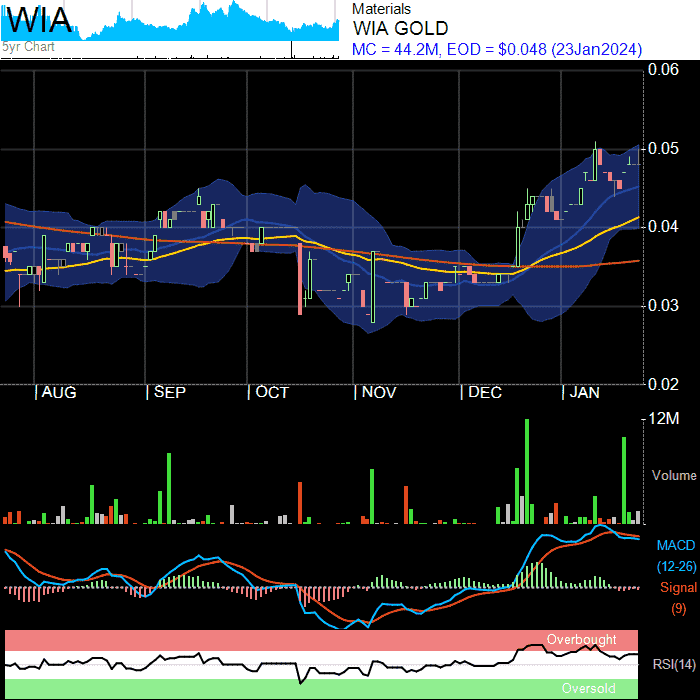 WIA
5yr Chart
Materials
WIA GOLD
MC = 44.2M, EOD = $0.048 (23Jan2024)
0.06
0.05
0.04
0.03
0.02
AUG SEP OCT NOV DEC JAN
12M
Volume
MACD
(12-26)
Signal
(9)
Overbought
RSI(14)
Oversold